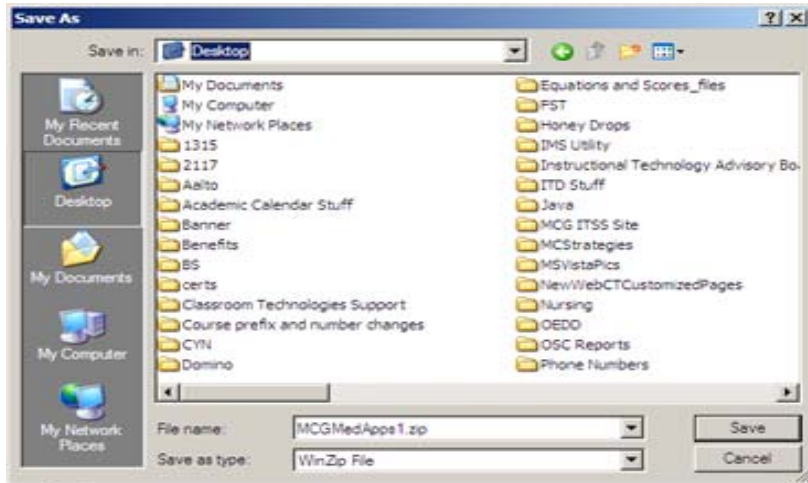 Save As
Save in: Desktop
My Recent
Documents
Desktop
My Documents
My Computer
My Network
Places
My Documents
My Computer
My Network Places
1315
2117
Aalto
Academic Calendar Stuff
Banner
Benefits
BS
certs
Classroom Technologies Support
Course prefix and number changes
CYN
Domino
Equations and Scores_files
FST
Honey Drops
IMS Utility
Instructional Technology Advisory Bo
ITD Stuff
Java
MCG ITSS Site
MCStrategies
MSVistaPics
NewWebCTCustomizedPages
Nursing
OEDD
OSC Reports
Phone Numbers
File name: MCGMedApps1.zip Save
Save as type: WinZip File Cancel